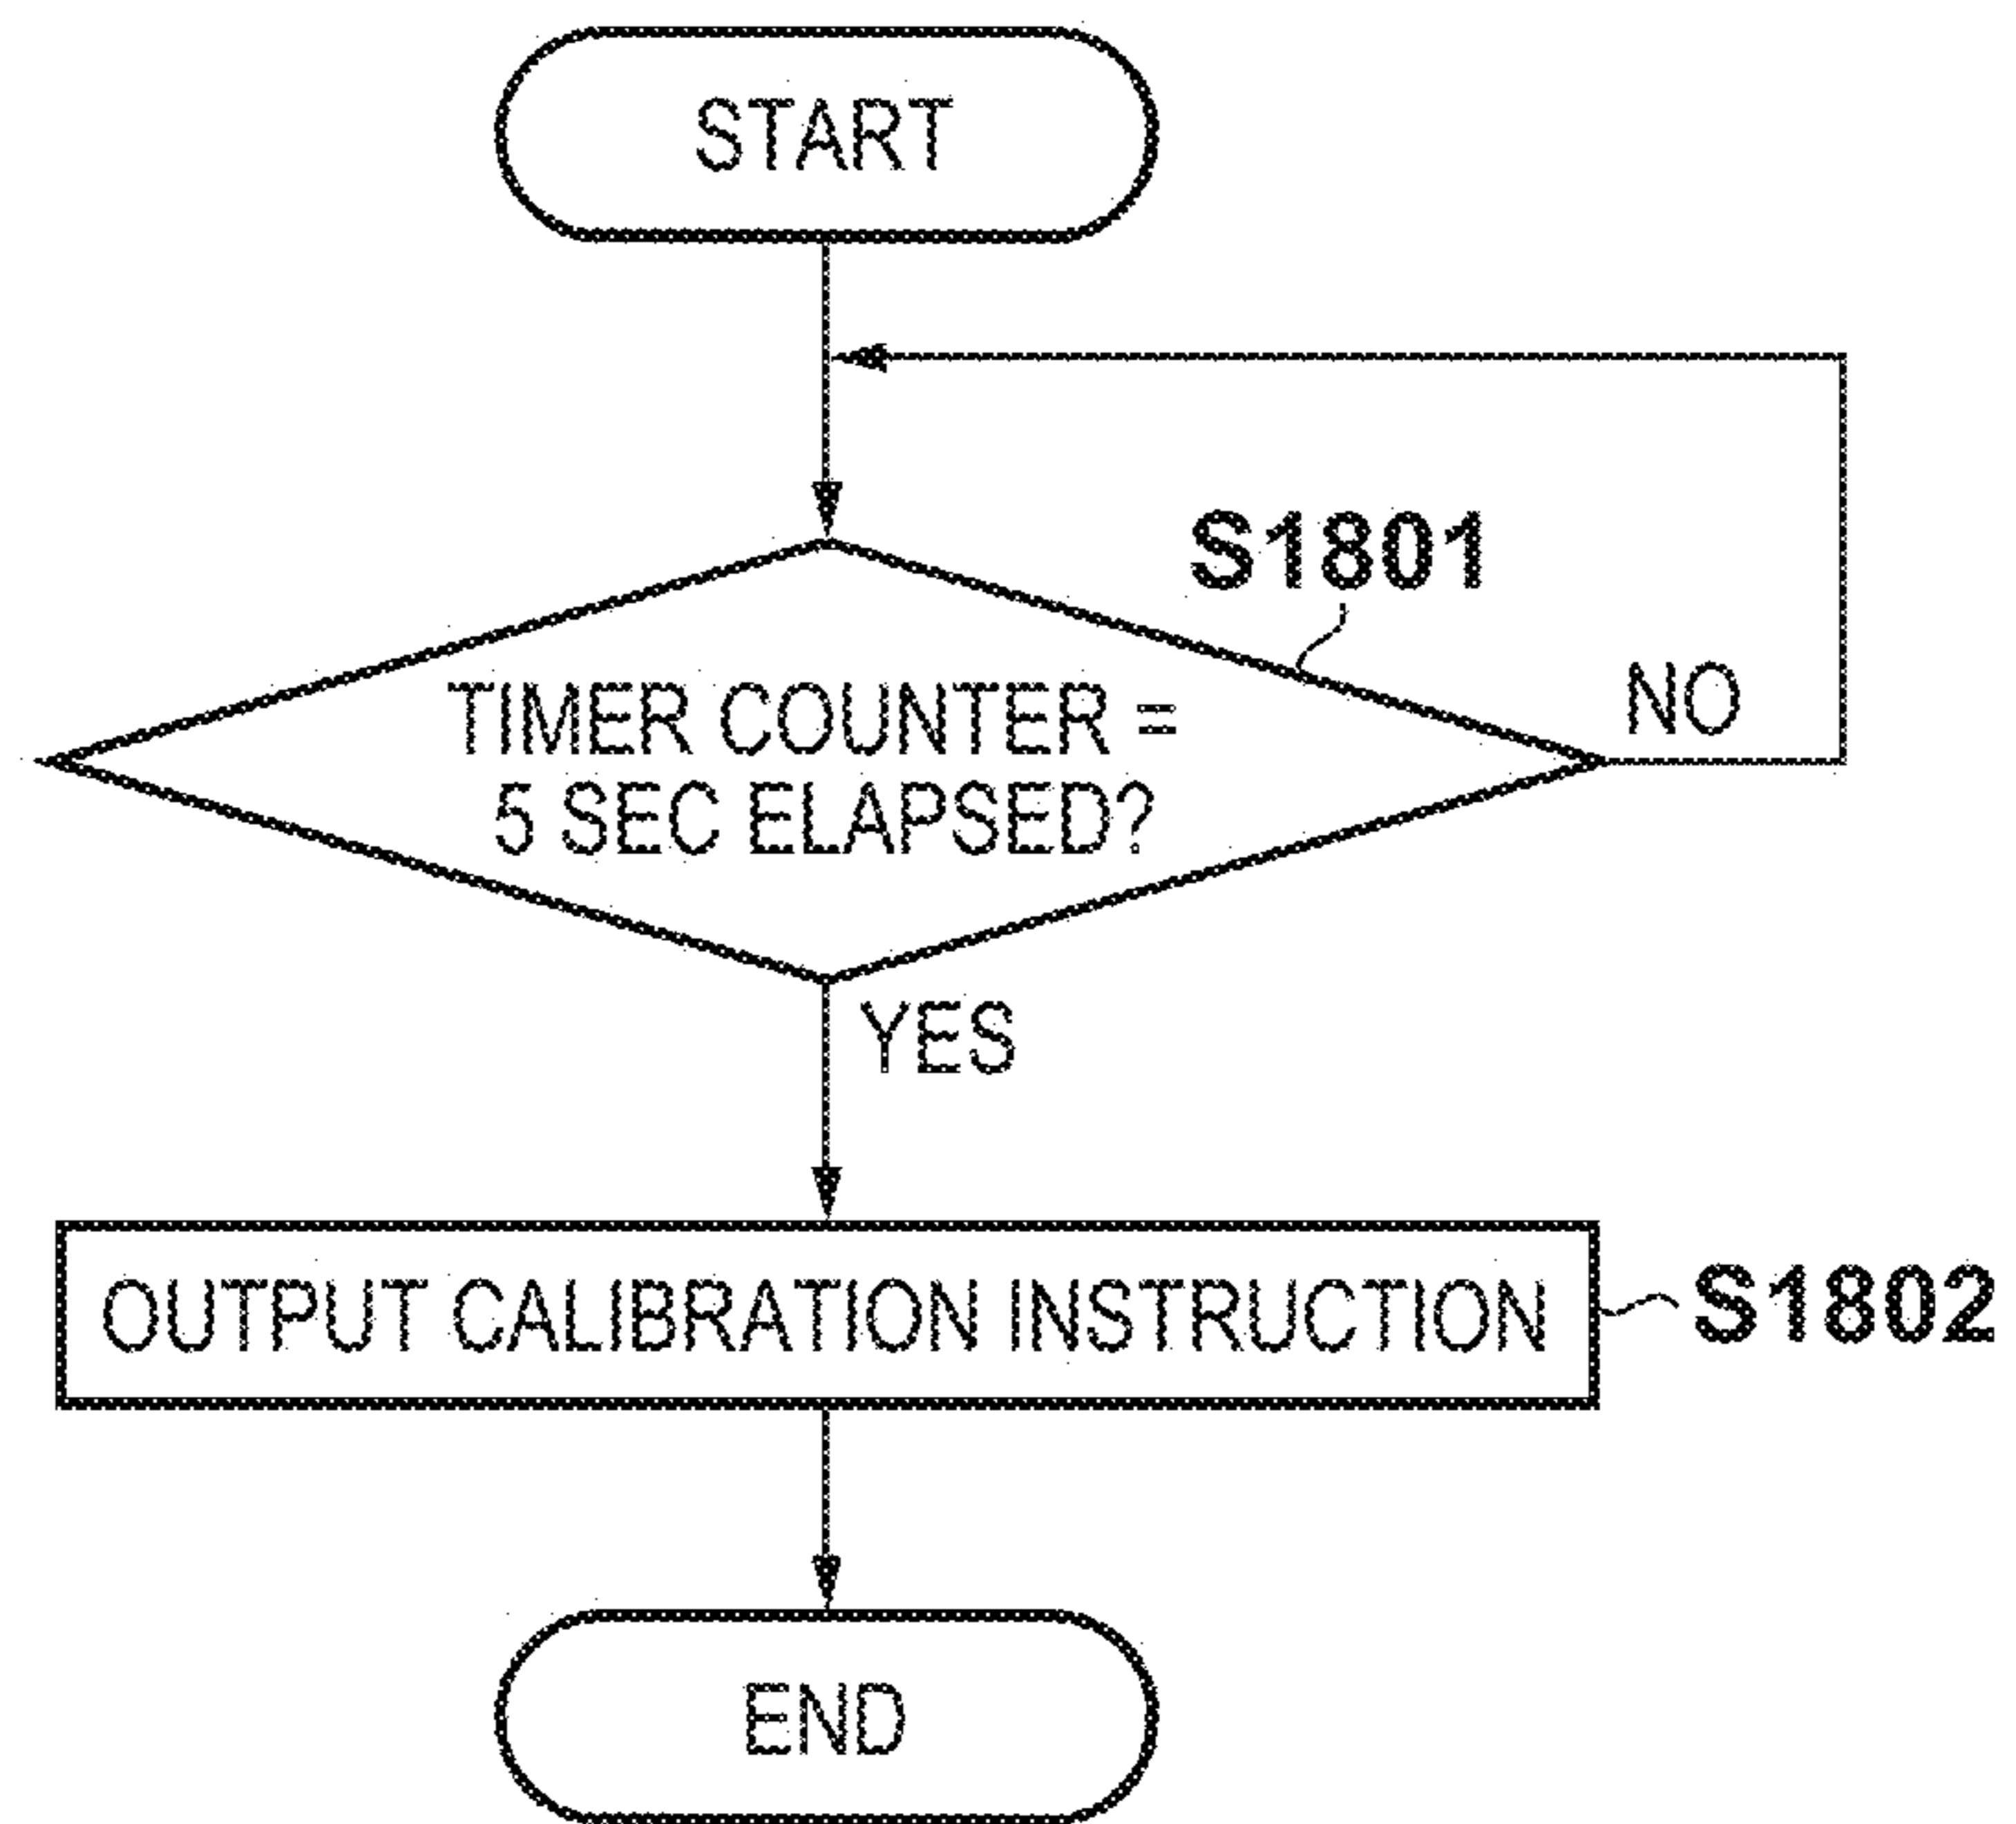 START
S1801
TIMER COUNTER =
5 SEC ELAPSED?
NO
YES
OUTPUT CALIBRATION INSTRUCTION
S1802
END